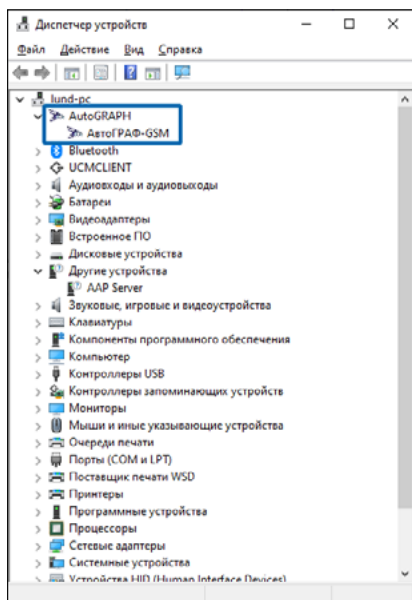 Диспетчер устройств
Файл Действие Вид Справка
lund-pc
AutoGRAPH
АвтоГРАФ-GSM
Bluetooth
UCMCLIENT
Аудиовходы и аудиовыходы
Батареи
Видеоадаптеры
Встроенное ПО
Дисковые устройства
Другие устройства
AAP Server
Звуковые, игровые и видеоустройства
Клавиатуры
Компоненты программного обеспечения
Компьютер
Контроллеры USB
Контроллеры запоминающих устройств
Мониторы
Мыши и иные указывающие устройства
Очереди печати
Порты (COM и LPT)
Поставщик печати WSD
Принтеры
Программные устройства
Процессоры
Сетевые адаптеры
Системные устройства
Устройства HID (Human Interface Devices)